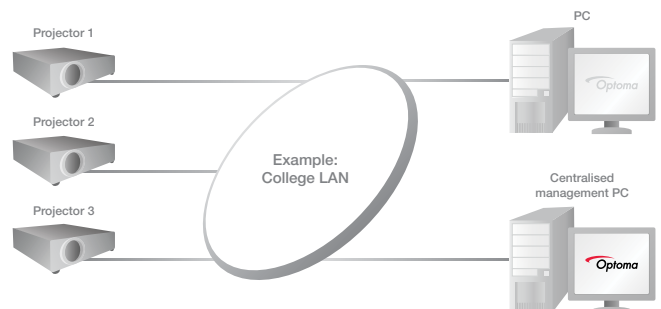 PC
Projector 1
Optoma
Projector 2
Example:
College LAN
Centralised
management PC
Projector 3
Optoma